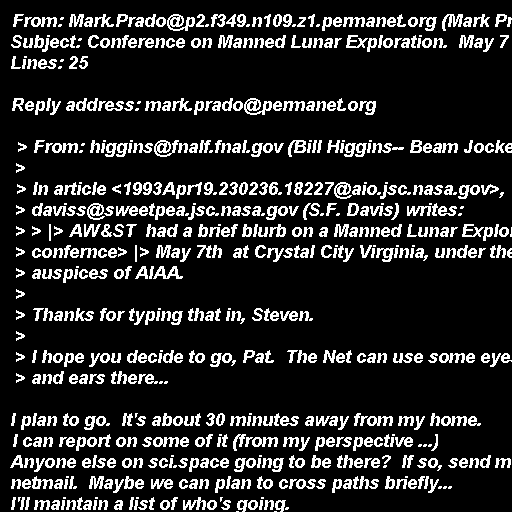 From: Mark.Prado@p2.f349.n109.z1.permanet.org (Mark Pr
Subject: Conference on Manned Lunar Exploration.  May 7
Lines: 25

Reply address: mark.prado@permanet.org

 > From: higgins@fnalf.fnal.gov (Bill Higgins-- Beam Jocke
 >
 > In article <1993Apr19.230236.18227@aio.jsc.nasa.gov>,
 > daviss@sweetpea.jsc.nasa.gov (S.F. Davis) writes:
 > > |> AW&ST  had a brief blurb on a Manned Lunar Explor
 > confernce> |> May 7th  at Crystal City Virginia, under the
 > auspices of AIAA.
 >
 > Thanks for typing that in, Steven.
 >
 > I hope you decide to go, Pat.  The Net can use some eyes
 > and ears there...

I plan to go.  It's about 30 minutes away from my home.
I can report on some of it (from my perspective ...)
Anyone else on sci.space going to be there?  If so, send m
netmail.  Maybe we can plan to cross paths briefly...
I'll maintain a list of who's going.